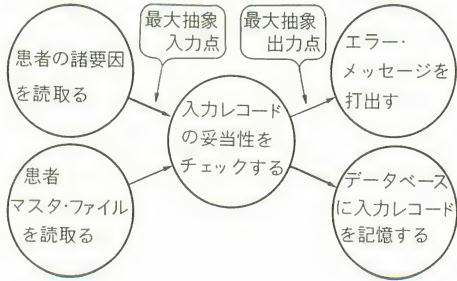 患者の諸要因
を読取る
最大抽象
入力点
最大抽象
出力点
エラー・
メッセージを
打出す
入力レコード
の妥当性を
チェックする
患者
マスタ・ファイル
を読取る
データベース
に入力レコード
を記憶する